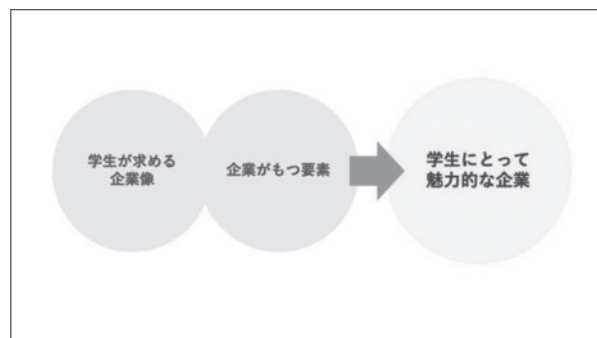 学生が求める
企業像
企業がもつ要素
学生にとって
魅力的な企業